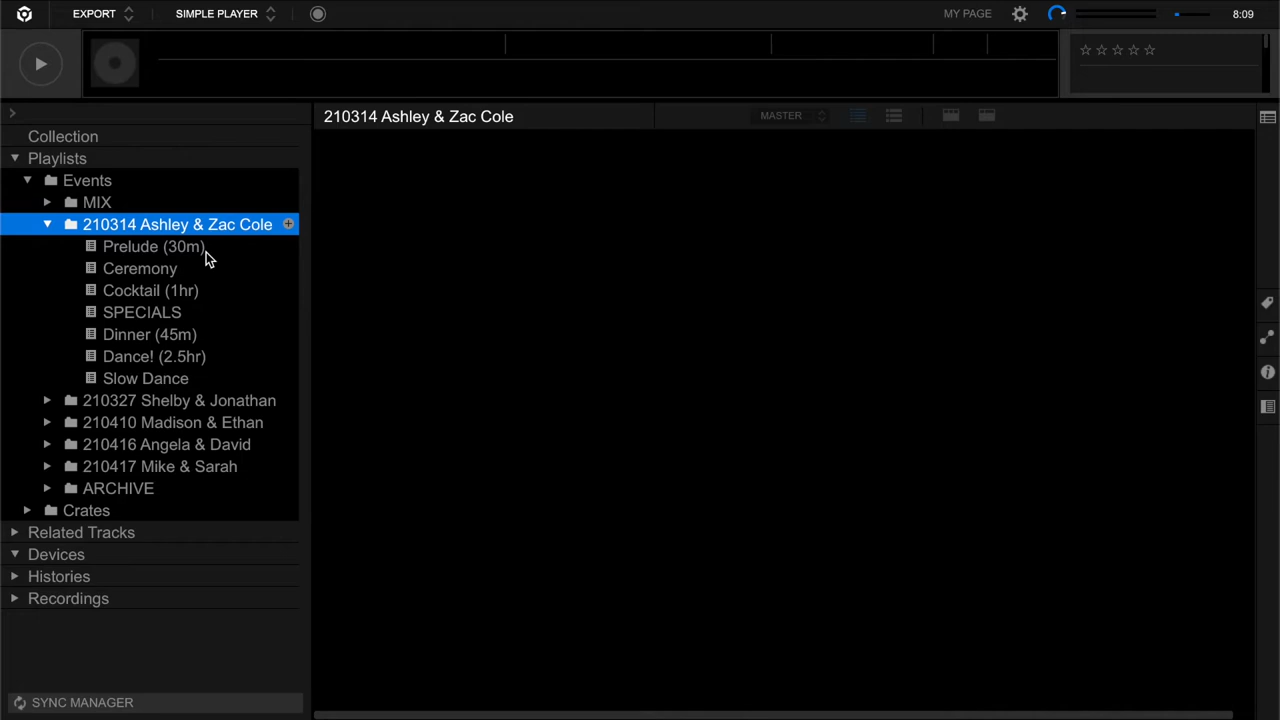 EXPORT
SIMPLE PLAYER
MY PAGE
8:09
☆☆☆☆☆
Collection
Playlists
Events
MIX
210314 Ashley & Zac Cole
Prelude (30m)
Ceremony
Cocktail (1hr)
SPECIALS
Dinner (45m)
Dance! (2.5hr)
Slow Dance
210327 Shelby & Jonathan
210410 Madison & Ethan
210416 Angela & David
210417 Mike & Sarah
ARCHIVE
Crates
Related Tracks
Devices
Histories
Recordings
SYNC MANAGER
210314 Ashley & Zac Cole
MASTER